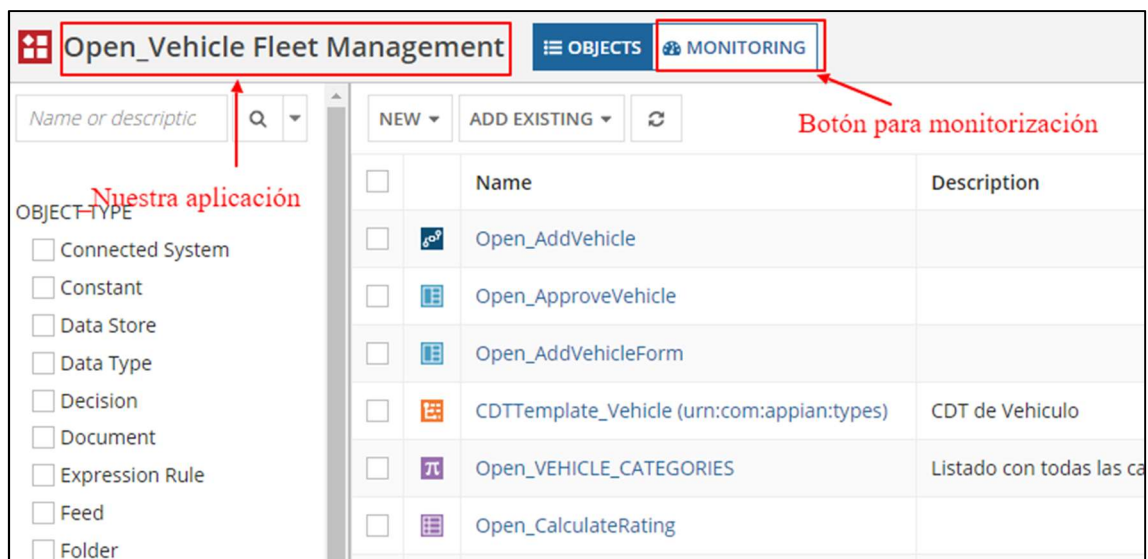 Open_Vehicle Fleet Management
OBJECTS
MONITORING
Name or descriptic
NEW
ADD EXISTING
Botón para monitorización
Nuestra aplicación
OBJECT TYPE
Connected System
Constant
Data Store
Data Type
Decision
Document
Expression Rule
Feed
Folder
Name Description
Open_AddVehicle
Open_ApproveVehicle
Open_AddVehicleForm
CDTTemplate_Vehicle (urn:com:appian:types) CDT de Vehiculo
π Open_VEHICLE_CATEGORIES Listado con todas las ca
Open_CalculateRating